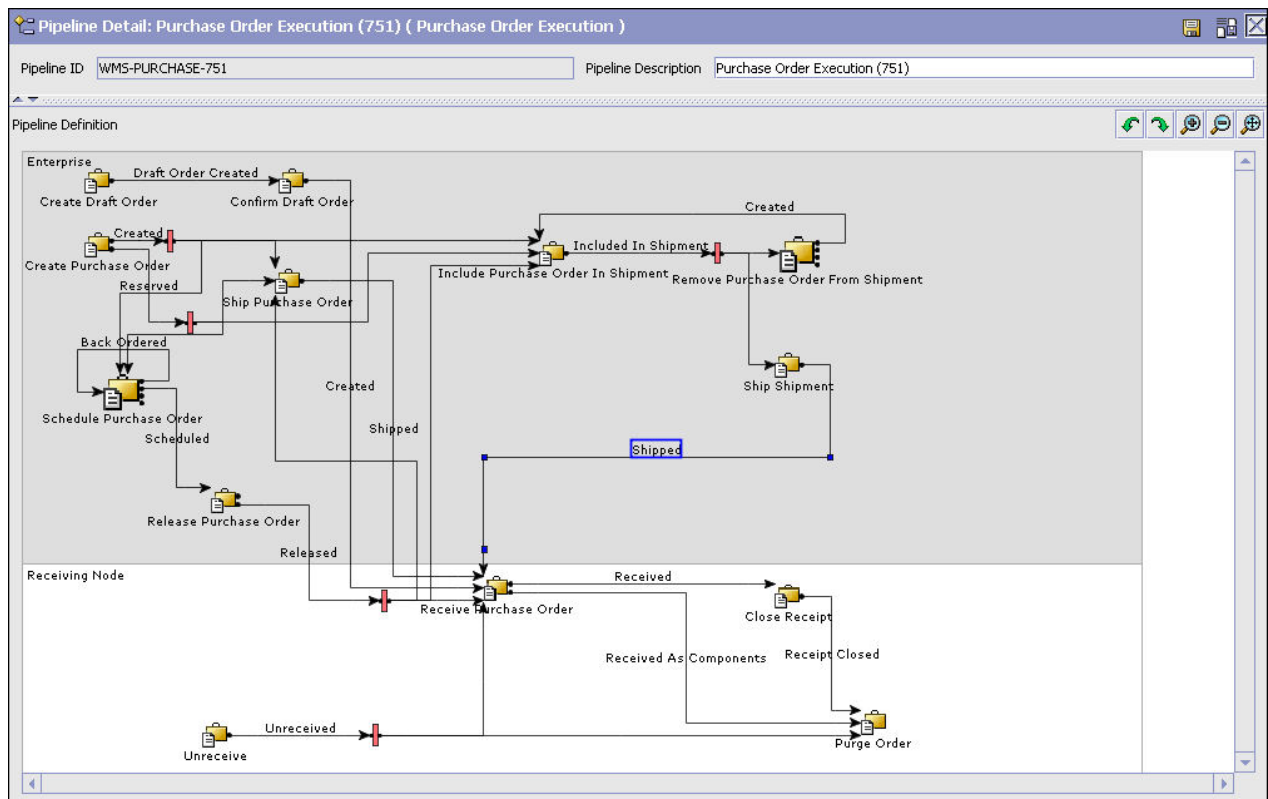 Pipeline Detail: Purchase Order Execution (751) ( Purchase Order Execution )
Pipeline ID WMS-PURCHASE-751 Pipeline Description Purchase Order Execution (751)
Pipeline Definition
Enterprise
Draft Order Created
Create Draft Order
Confirm Draft Order
Created
Created
Create Purchase Order
Included In Shipment
Include Purchase Order In Shipment
Remove Purchase Order From Shipment
Reserved
Ship Purchase Order
Back Ordered
Created
Ship Shipment
Schedule Purchase Order
Scheduled
Shipped
Shipped
Release Purchase Order
Released
Receiving Node
Received
Receive Purchase Order
Close Receipt
Received As Components
Receipt Closed
Unreceived
Unreceive
Purge Order